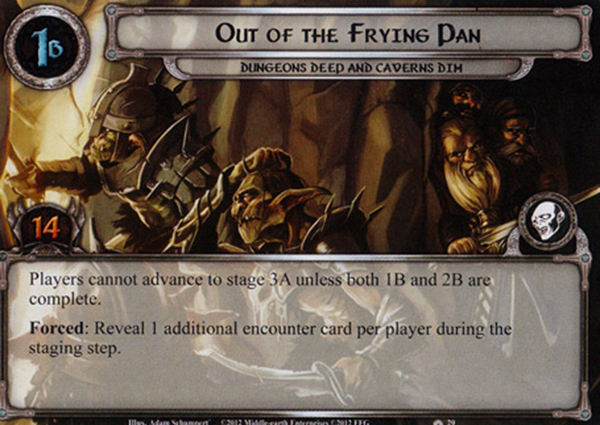 1B
OUT OF THE FRYING PAN
DUNGEONS DEEP AND CAVERNS DIM
14
Players cannot advance to stage 3A unless both 1B and 2B are
complete.
Forced: Reveal 1 additional encounter card per player during the
staging step.
Illus. Adam Schumpert ©2012 Middle-earth Enterprises ©2012 FFG 29